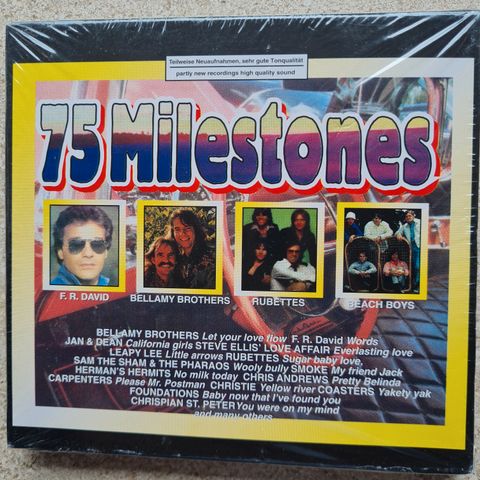 Teilweise Neuaufnahmen, sehr gute Tonqualität
partly new recordings high quality sound
75 Milestones
F. R. DAVID
BELLAMY BROTHERS
RUBETTES
BEACH BOYS
BELLAMY BROTHERS Let your love flow F. R. David Words
JAN & DEAN California girls STEVE ELLIS' LOVE AFFAIR Everlasting love
LEAPY LEE Little arrows RUBETTES Sugar baby love,
SAM THE SHAM & THE PHARAOS Wooly bully SMOKE My friend Jack
HERMAN'S HERMITS No milk today CHRIS ANDREWS Pretty Belinda
CARPENTERS Please Mr. Postman CHRISTIE Yellow river COASTERS Yakety yak
FOUNDATIONS Baby now that I've found you
CHRISPIAN ST. PETER You were on my mind
and many others